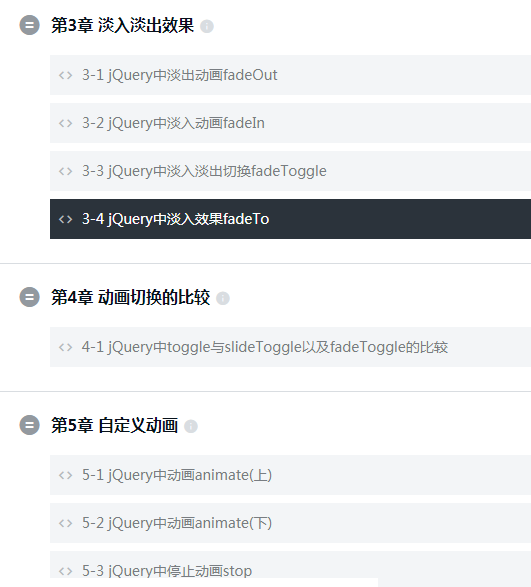 第3章 淡入淡出效果
3-1 jQuery中淡出动画fadeOut
3-2 jQuery中淡入动画fadeIn
3-3 jQuery中淡入淡出切换fadeToggle
3-4 jQuery中淡入效果fadeTo
第4章 动画切换的比较
4-1 jQuery中toggle与slideToggle以及fadeToggle的比较
第5章 自定义动画
5-1 jQuery中动画animate(上)
5-2 jQuery中动画animate(下)
5-3 jQuery中停止动画stop